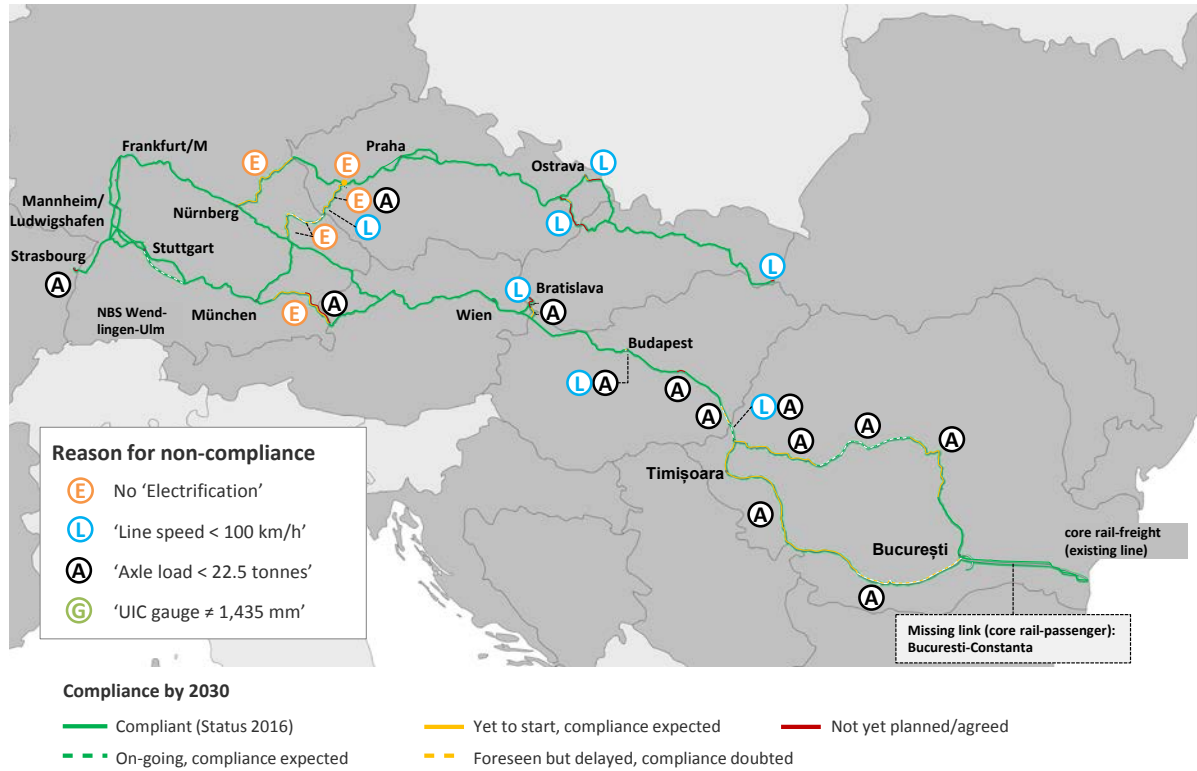 Frankfurt/M
E
E
Praha
Ostrava
L
Mannheim/
Ludwigshafen
Nürnberg
E
A
L
L
E
Strasbourg
Stuttgart
A
L
NBS Wend-
lingen-Ulm
München
E
A
Wien
L
Bratislava
A
Budapest
L
A
A
A
L
A
A
A
A
Timișoara
A
București
A
core rail-freight
(existing line)
Missing link (core rail-passenger):
Bucuresti-Constanta
Reason for non-compliance
E No ‘Electrification’
L ‘Line speed < 100 km/h’
A ‘Axle load < 22.5 tonnes’
G ‘UIC gauge ≠ 1,435 mm’
Compliance by 2030
Compliant (Status 2016)
Yet to start, compliance expected
Not yet planned/agreed
On-going, compliance expected
Foreseen but delayed, compliance doubted